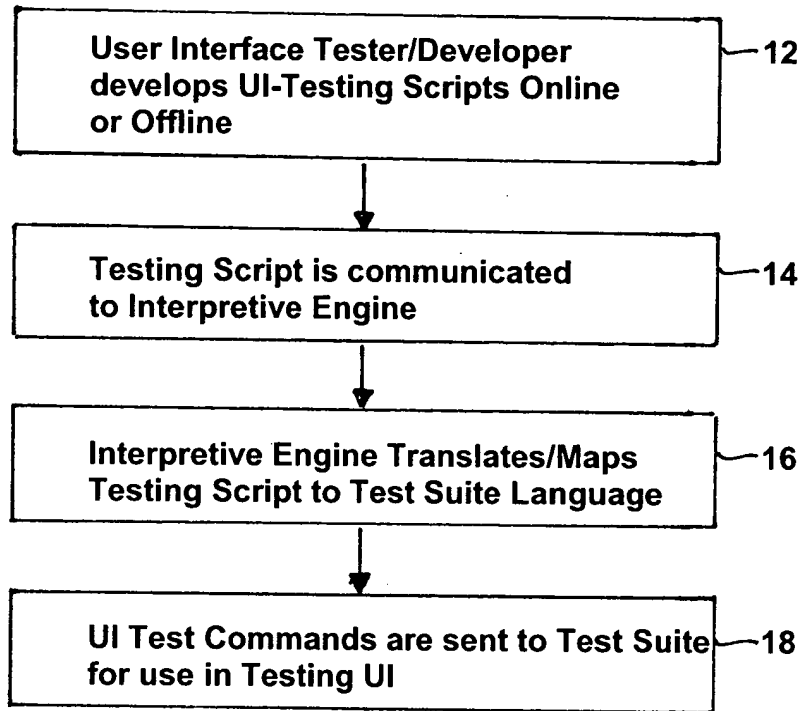 User Interface Tester/Developer
develops UI-Testing Scripts Online
or Offline
12
Testing Script is communicated
to Interpretive Engine
14
Interpretive Engine Translates/Maps
Testing Script to Test Suite Language
16
UI Test Commands are sent to Test Suite
for use in Testing UI
18